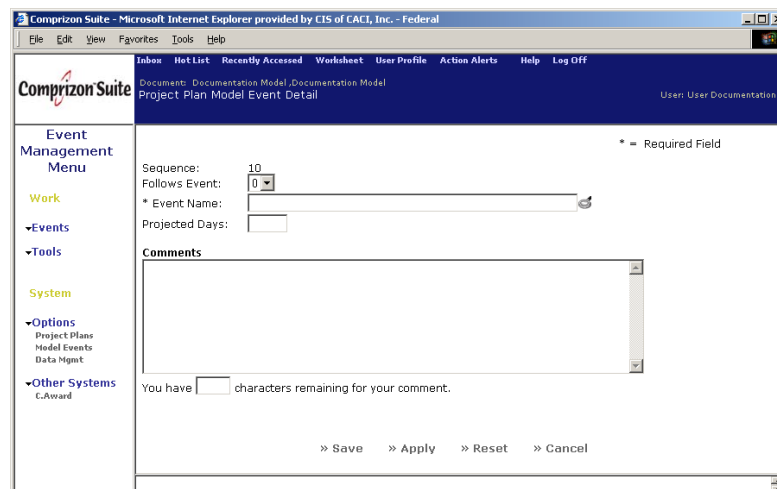 Comprizon Suite - Microsoft Internet Explorer provided by CIS of CACI, Inc. - Federal
File Edit View Favorites Tools Help
Inbox Hot List Recently Accessed Worksheet User Profile Action Alerts Help Log Off
Comprizon Suite
Document: Documentation Model ,Documentation Model
Project Plan Model Event Detail
User: User Documentation
Event
Management
Menu
Work
Events
Tools
System
Options
Project Plans
Model Events
Data Mgmt
Other Systems
C.Award
* = Required Field
Sequence: 10
Follows Event: 0
* Event Name:
Projected Days:
Comments
You have characters remaining for your comment.
» Save » Apply » Reset » Cancel